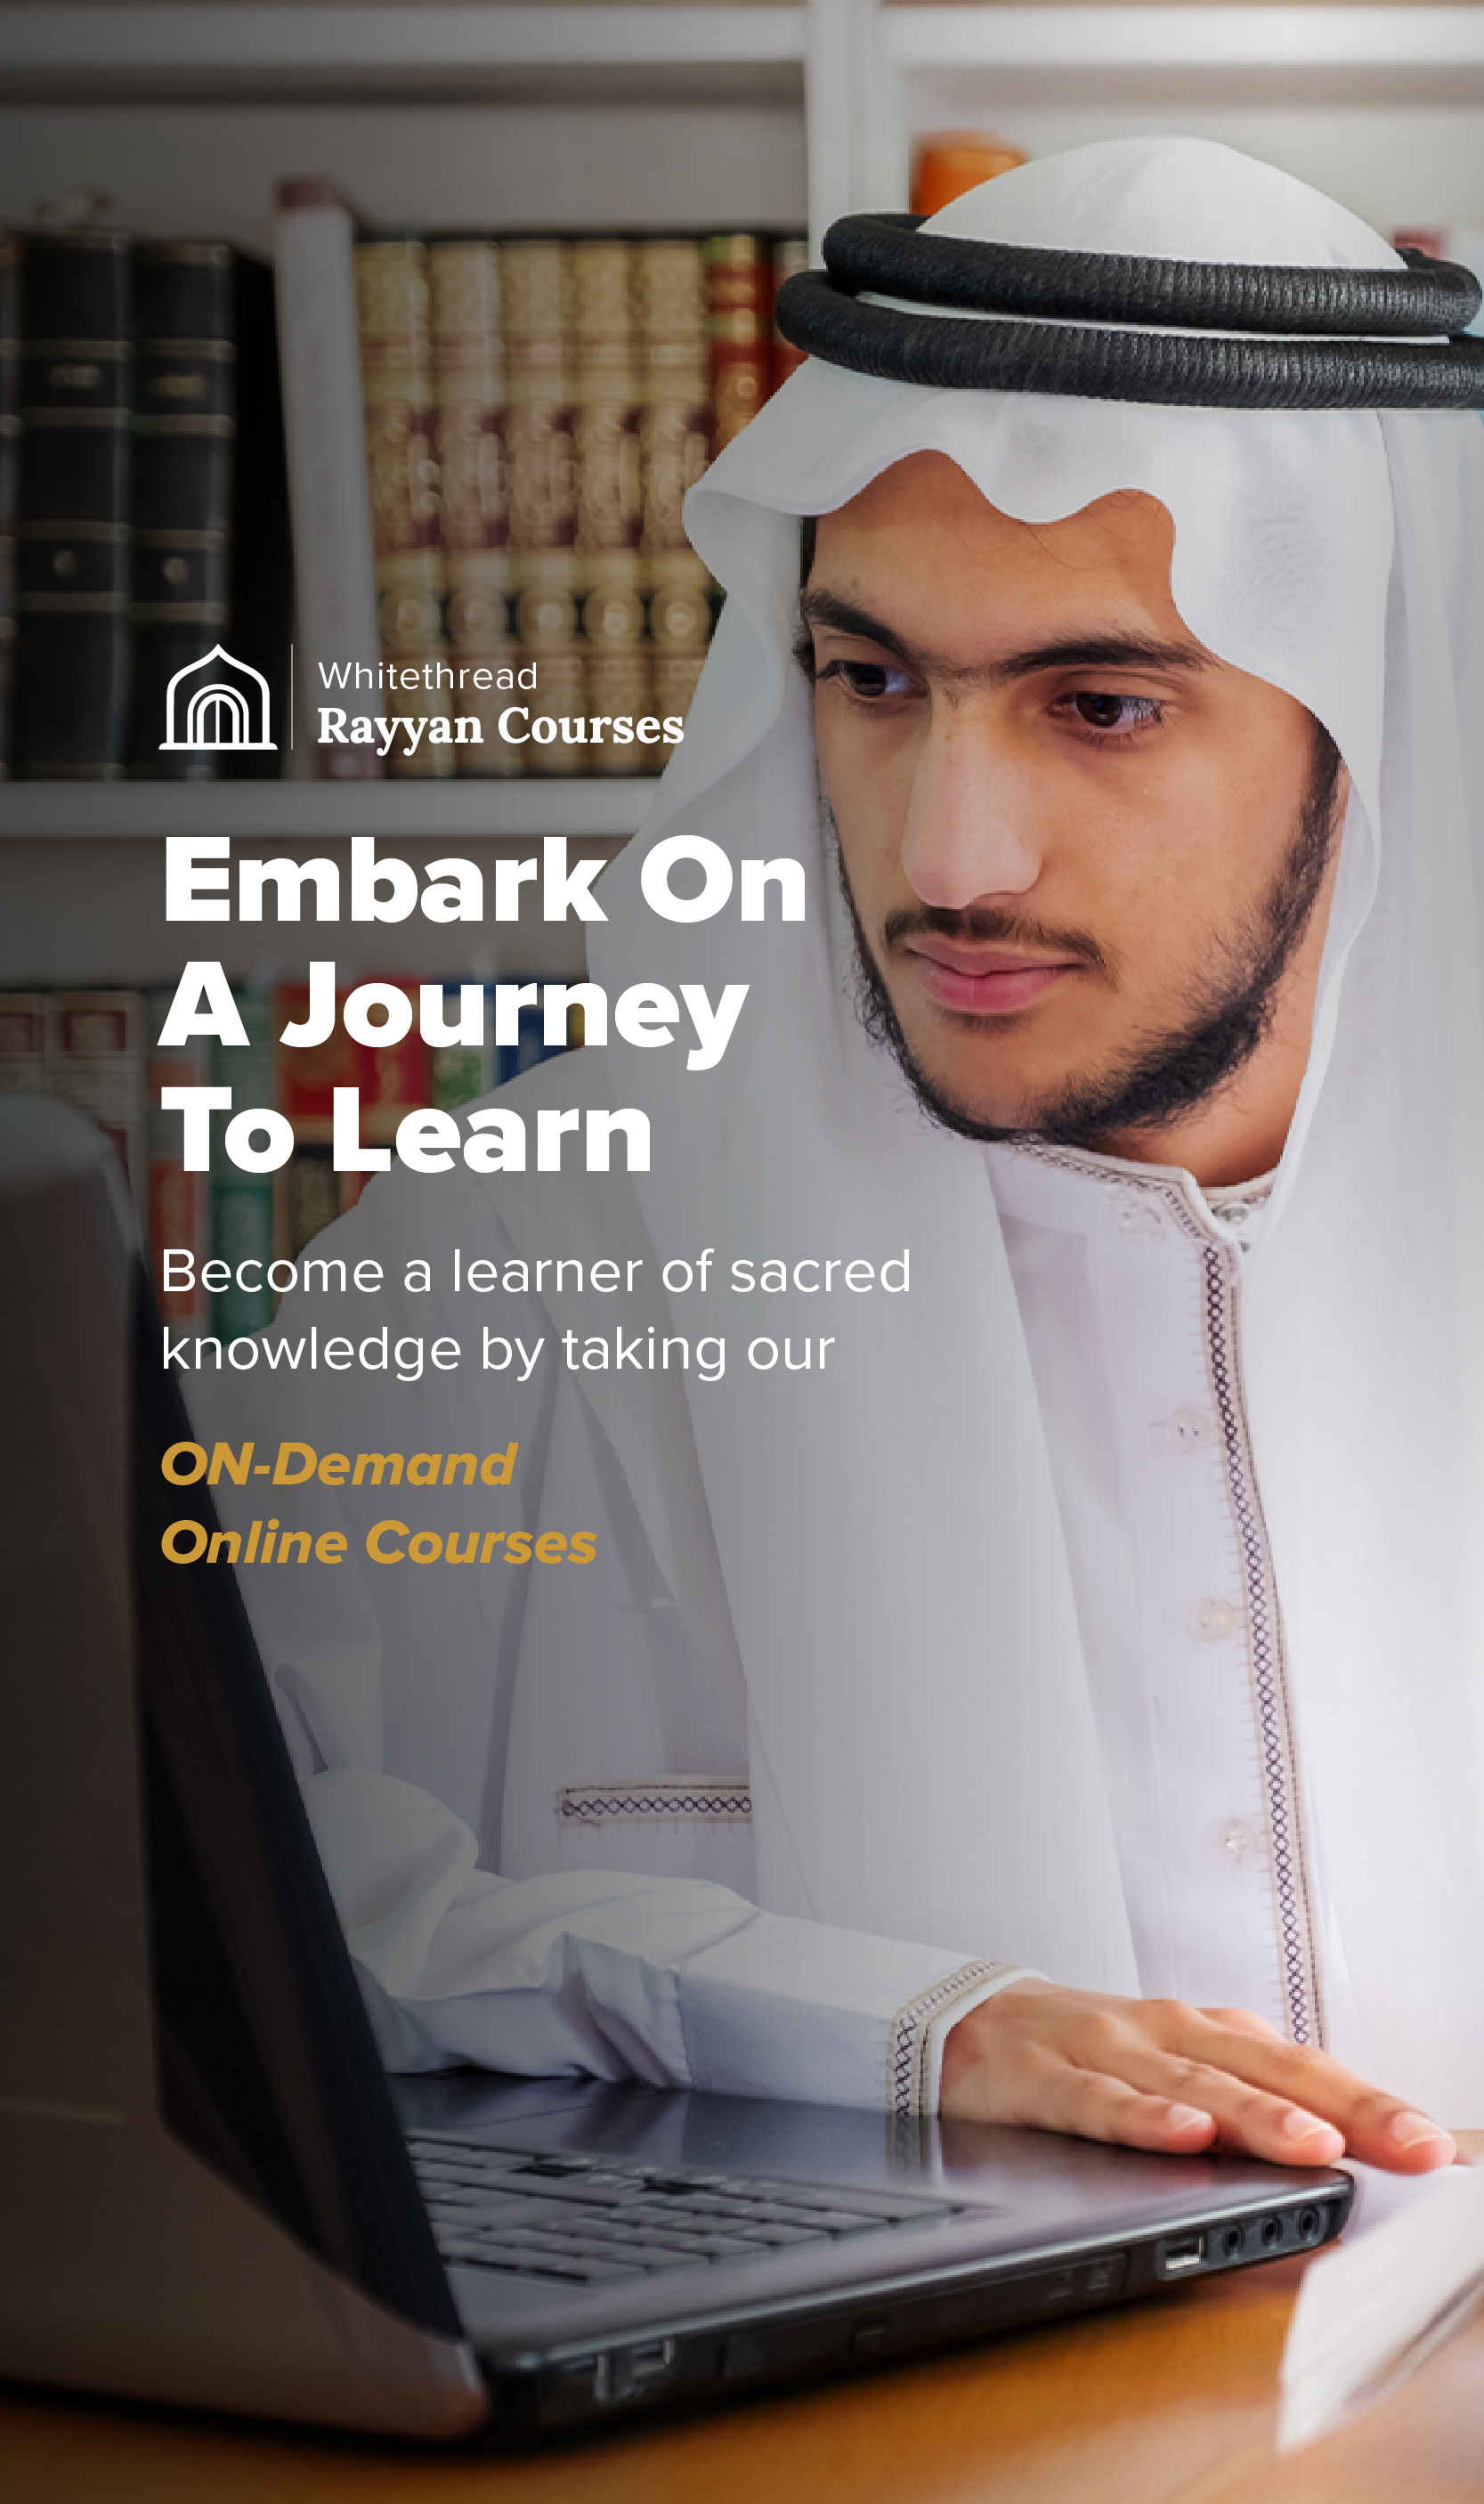 Whitethread
Rayyan Courses
Embark On
A Journey
To Learn
Become a learner of sacred
knowledge by taking our
ON-Demand
Online Courses